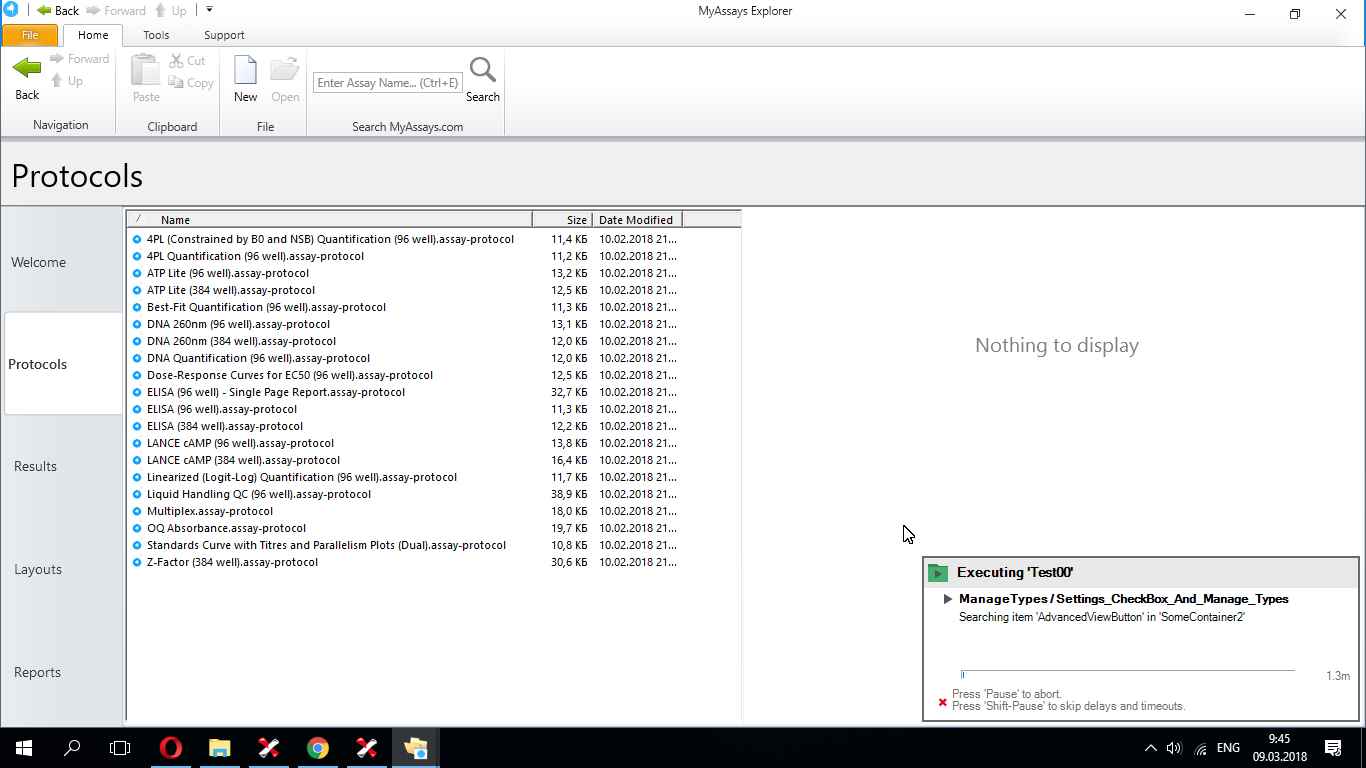 Back Forward Up
MyAssays Explorer
File Home Tools Support
Back
Forward
Up
Navigation
Paste
Cut
Copy
Clipboard
New
Open
File
Enter Assay Name... (Ctrl+E)
Search
Search MyAssays.com
Protocols
Welcome
Protocols
Results
Layouts
Reports
Name Size Date Modified
4PL (Constrained by B0 and NSB) Quantification (96 well).assay-protocol 11,4 КБ 10.02.2018 21...
4PL Quantification (96 well).assay-protocol 11,2 КБ 10.02.2018 21...
ATP Lite (96 well).assay-protocol 13,2 КБ 10.02.2018 21...
ATP Lite (384 well).assay-protocol 12,5 КБ 10.02.2018 21...
Best-Fit Quantification (96 well).assay-protocol 11,3 КБ 10.02.2018 21...
DNA 260nm (96 well).assay-protocol 13,1 КБ 10.02.2018 21...
DNA 260nm (384 well).assay-protocol 12,0 КБ 10.02.2018 21...
DNA Quantification (96 well).assay-protocol 12,0 КБ 10.02.2018 21...
Dose-Response Curves for EC50 (96 well).assay-protocol 12,5 КБ 10.02.2018 21...
ELISA (96 well) - Single Page Report.assay-protocol 32,7 КБ 10.02.2018 21...
ELISA (96 well).assay-protocol 11,3 КБ 10.02.2018 21...
ELISA (384 well).assay-protocol 12,2 КБ 10.02.2018 21...
LANCE cAMP (96 well).assay-protocol 13,8 КБ 10.02.2018 21...
LANCE cAMP (384 well).assay-protocol 16,4 КБ 10.02.2018 21...
Linearized (Logit-Log) Quantification (96 well).assay-protocol 11,7 КБ 10.02.2018 21...
Liquid Handling QC (96 well).assay-protocol 38,9 КБ 10.02.2018 21...
Multiplex.assay-protocol 18,0 КБ 10.02.2018 21...
OQ Absorbance.assay-protocol 19,7 КБ 10.02.2018 21...
Standards Curve with Titres and Parallelism Plots (Dual).assay-protocol 10,8 КБ 10.02.2018 21...
Z-Factor (384 well).assay-protocol 30,6 КБ 10.02.2018 21...
Nothing to display
Executing 'Test00'
ManageTypes / Settings_CheckBox_And_Manage_Types
Searching item 'AdvancedViewButton' in 'SomeContainer2'
1.3m
Press 'Pause' to abort.
Press 'Shift-Pause' to skip delays and timeouts.
ENG
9:45
09.03.2018